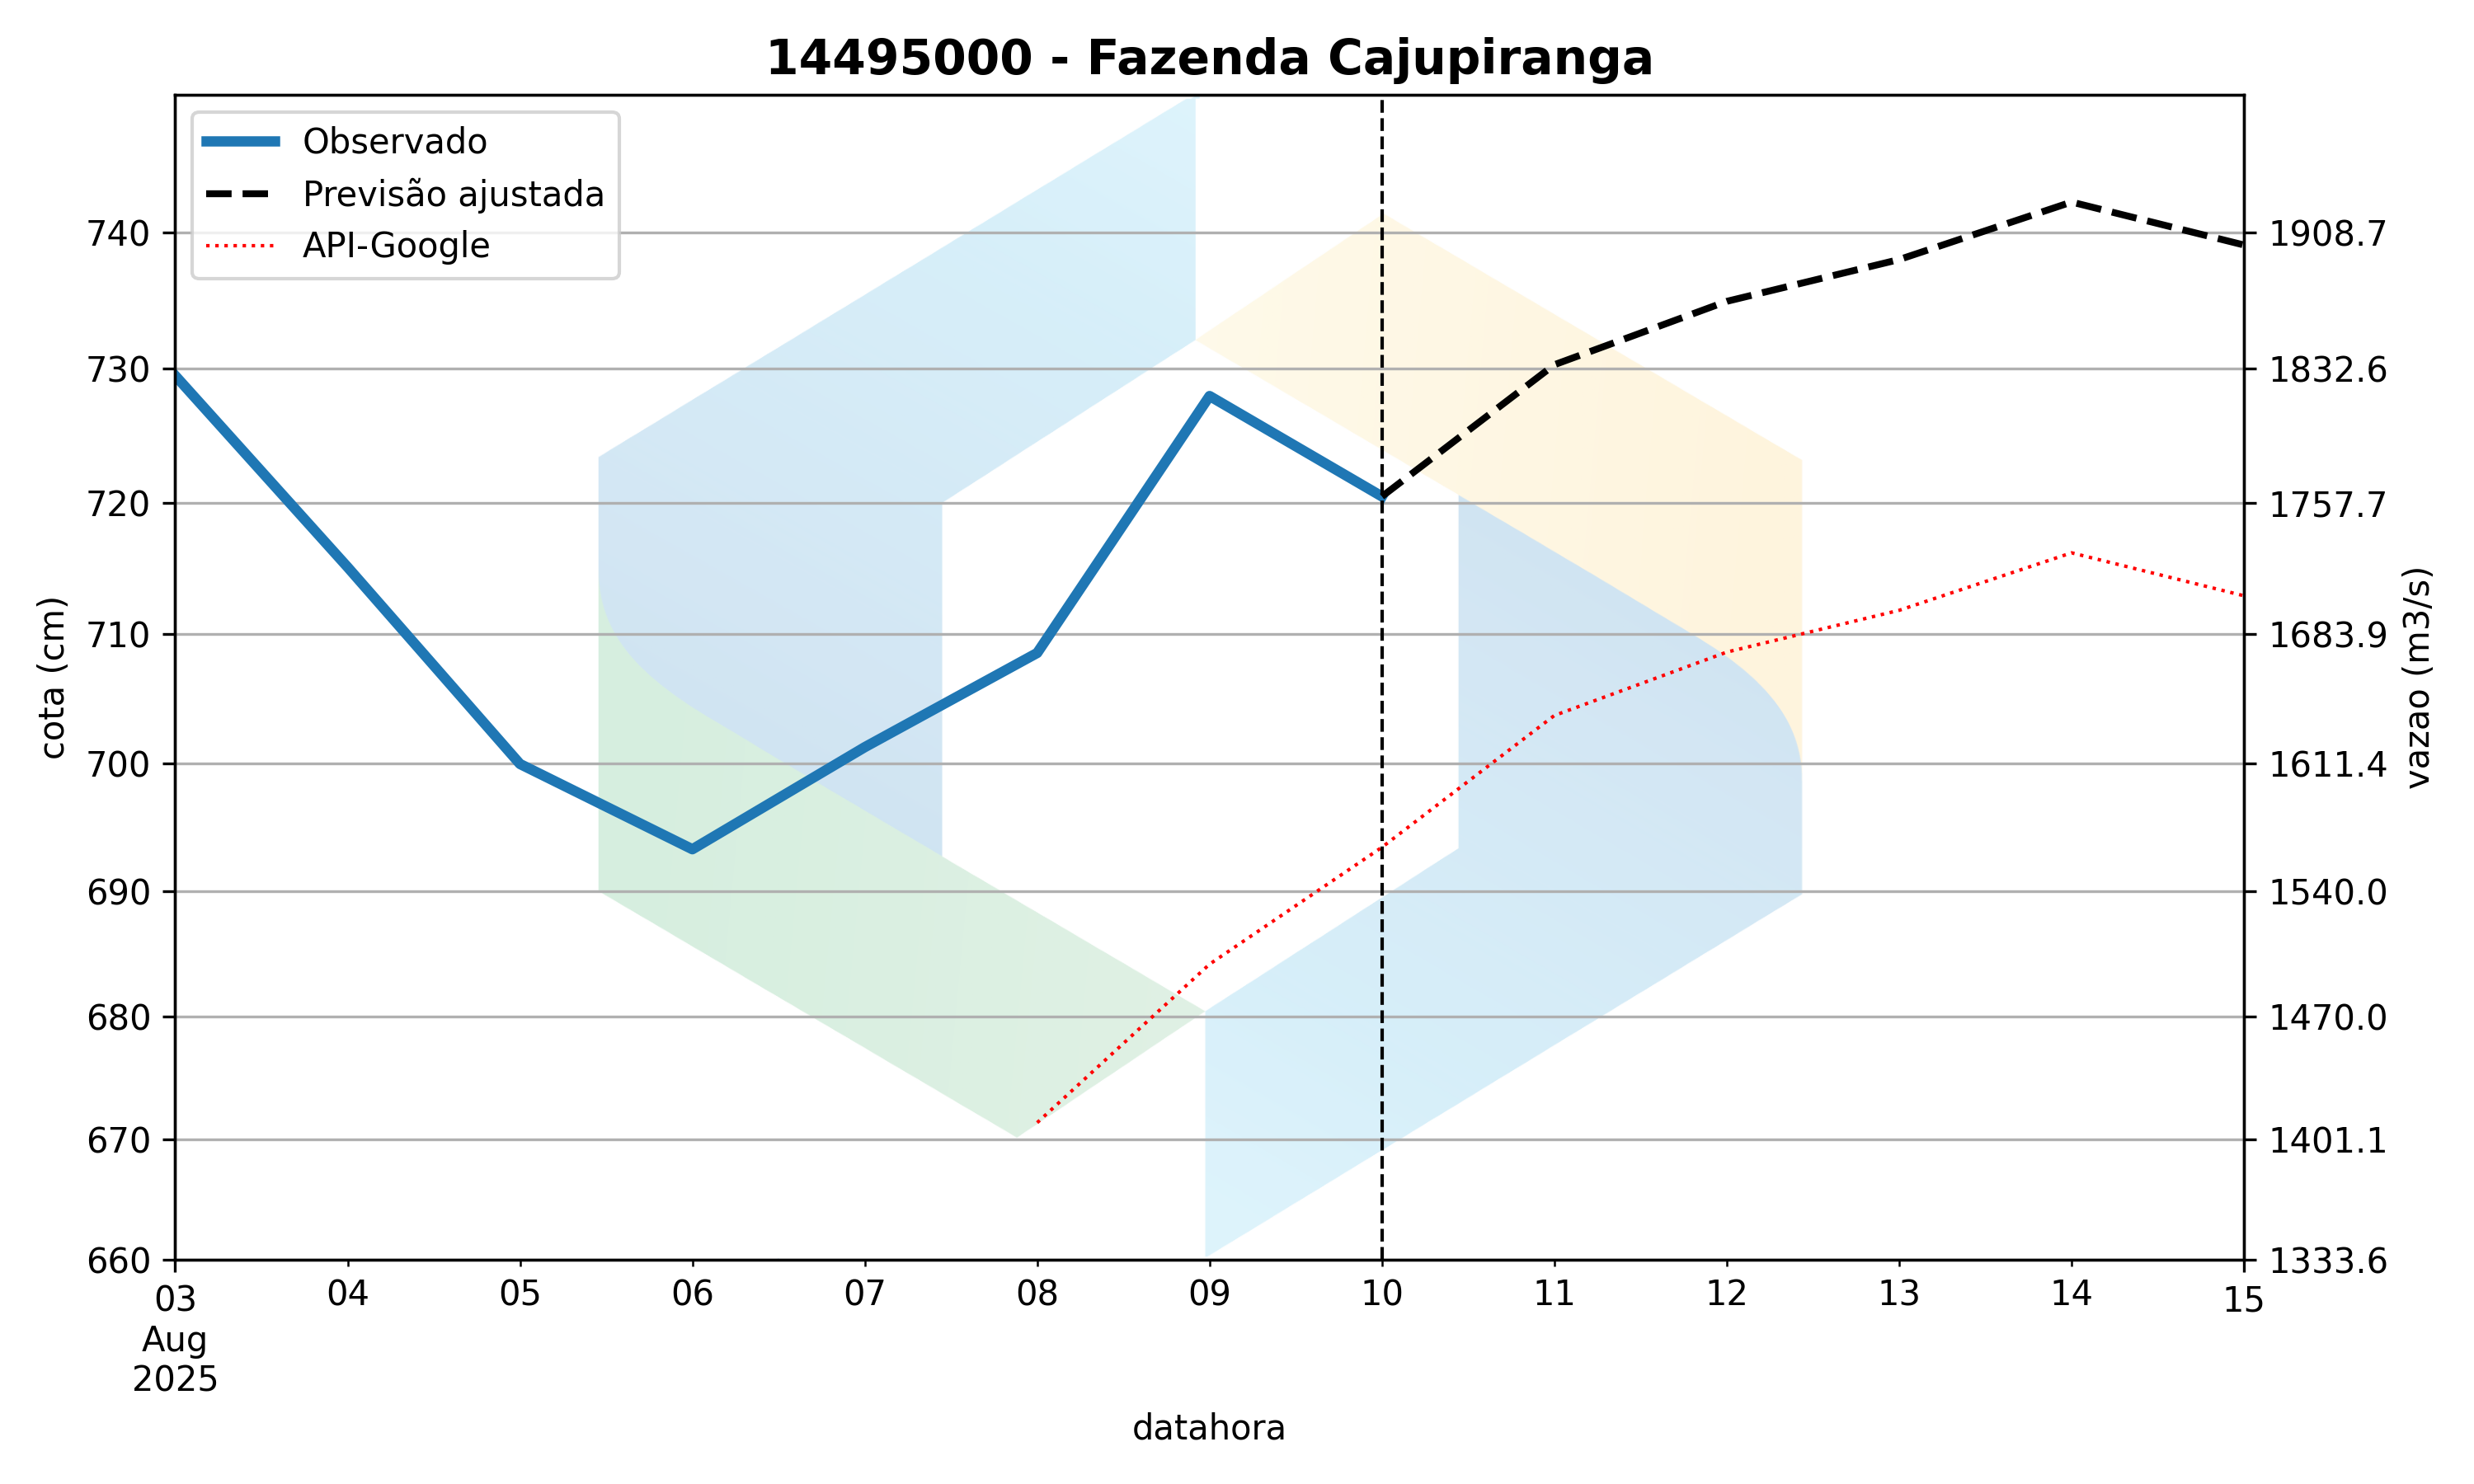 14495000 - Fazenda Cajupiranga
Observado
Previsão ajustada
API-Google
740
730
720
710
700
690
680
670
660
cota (cm)
1908.7
1832.6
1757.7
1683.9
1611.4
1540.0
1470.0
1401.1
1333.6
vazao (m3/s)
03 04 05 06 07 08 09 10 11 12 13 14 15
Aug
2025
datahora